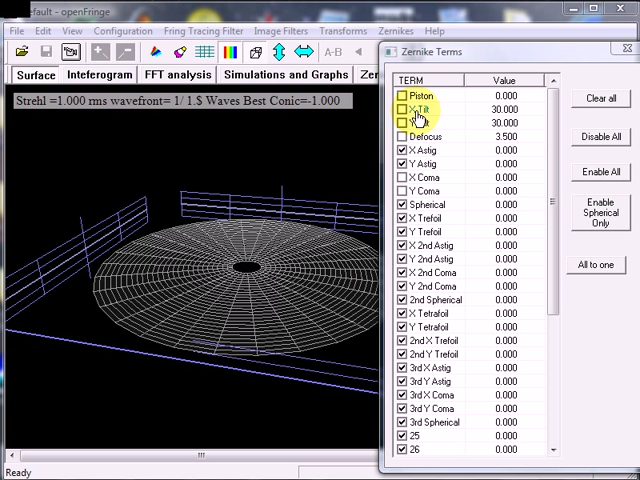 efault - openFringe
File Edit View Configuration Fring Tracing Filter Image Filters Transforms Zernikes Help
A-B
Surface Inteferogram FFT analysis Simulations and Graphs Zer
Strehl =1.000 rms wavefront= 1/ 1.$ Waves Best Conic=-1.000
Zernike Terms
TERM Value
Piston 0.000
X Tilt 30.000
30.000
Defocus 3.500
X Astig 0.000
Y Astig 0.000
X Coma 0.000
Y Coma 0.000
Spherical 0.000
X Trefoil 0.000
Y Trefoil 0.000
X 2nd Astig 0.000
Y 2nd Astig 0.000
X 2nd Coma 0.000
Y 2nd Coma 0.000
2nd Spherical 0.000
X Tetrafoil 0.000
Y Tetrafoil 0.000
2nd X Trefoil 0.000
2nd Y Trefoil 0.000
3rd X Astig 0.000
3rd Y Astig 0.000
3rd X Coma 0.000
3rd Y Coma 0.000
3rd Spherical 0.000
25 0.000
26 0.000
Clear all
Disable All
Enable All
Enable
Spherical
Only
All to one
Ready